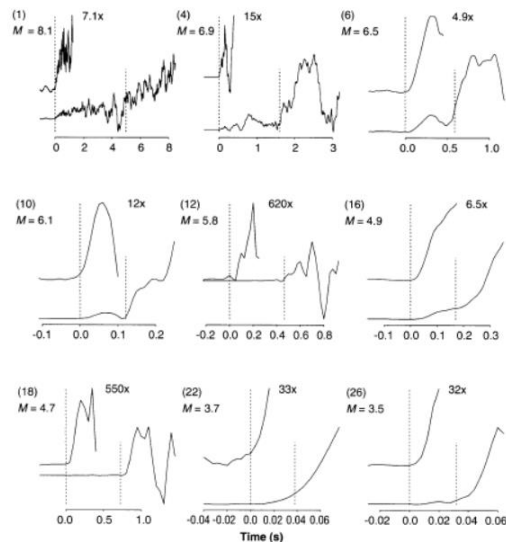 (1) 7.1x
M = 8.1
0 2 4 6 8
(4) 15x
M = 6.9
0 1 2 3
(6) 4.9x
M = 6.5
0.0 0.5 1.0
(10) 12x
M = 6.1
-0.1 0.0 0.1 0.2
(12) 620x
M = 5.8
-0.2 0.0 0.2 0.4 0.6 0.8
(16) 6.5x
M = 4.9
-0.1 0.0 0.1 0.2 0.3
(18) 550x
M = 4.7
0.0 0.5 1.0
(22) 33x
M = 3.7
-0.04 -0.02 0.00 0.02 0.04 0.06
(26) 32x
M = 3.5
-0.02 0.00 0.02 0.04 0.06
Time (s)